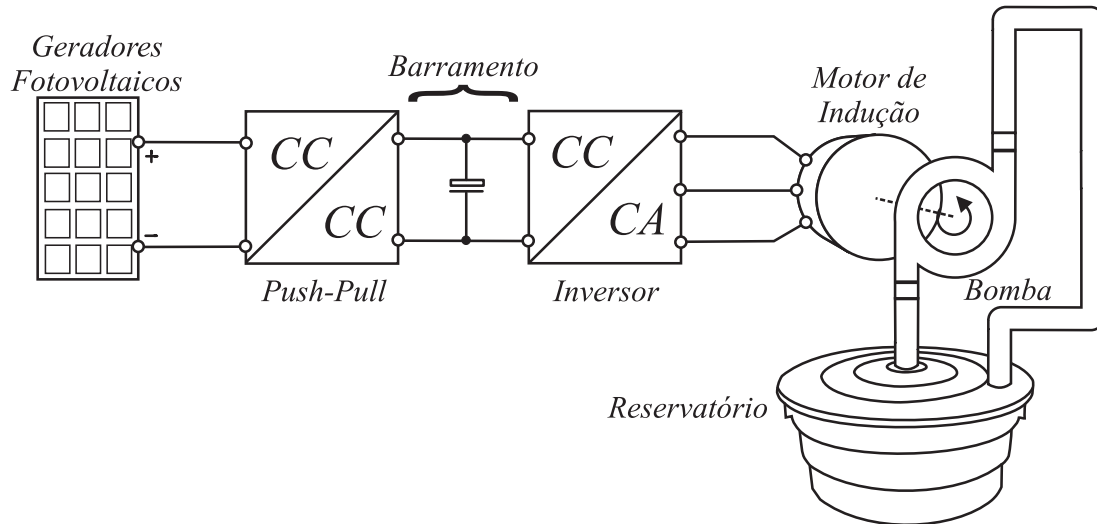 Geradores
Fotovoltaicos
+
−
CC
CC
Push-Pull
Barramento
CC
CA
Inversor
Motor de
Indução
Bomba
Reservatório